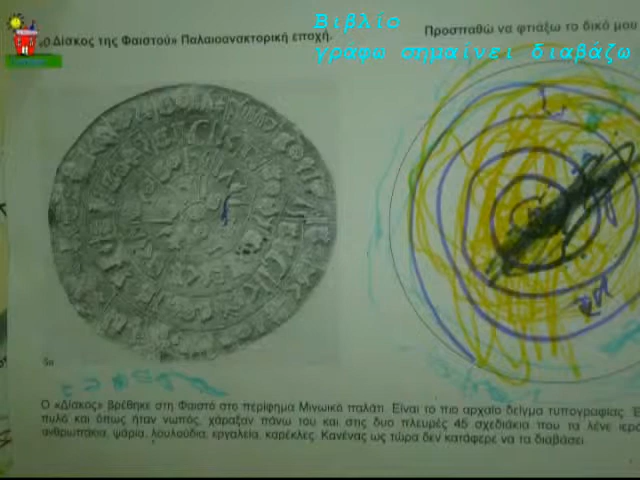 Βιβλίο
γραφω σημαίνει διαβάζω
«ο Δίσκος της Φαιστού» Παλαιοανακτορική εποχή.
Προσπαθώ να φτιάξω το δικό μου
Ο «Δίσκος» βρέθηκε στη Φαιστό στο περίφημα Μινωικό παλάτι. Είναι το πιο αρχαίο δείγμα τυπογραφίας.
πυλό και όπως ήταν νωπός, χάραξαν πάνω του και στις δυο πλευρές 45 σχεδιάκια που τα λένε ιερο
ανθρωπάκια, ψάρια, λουλούδια, εργαλεία, καρέκλες. Κανένας ως τώρα δεν κατάφερε να τα διαβάσει.